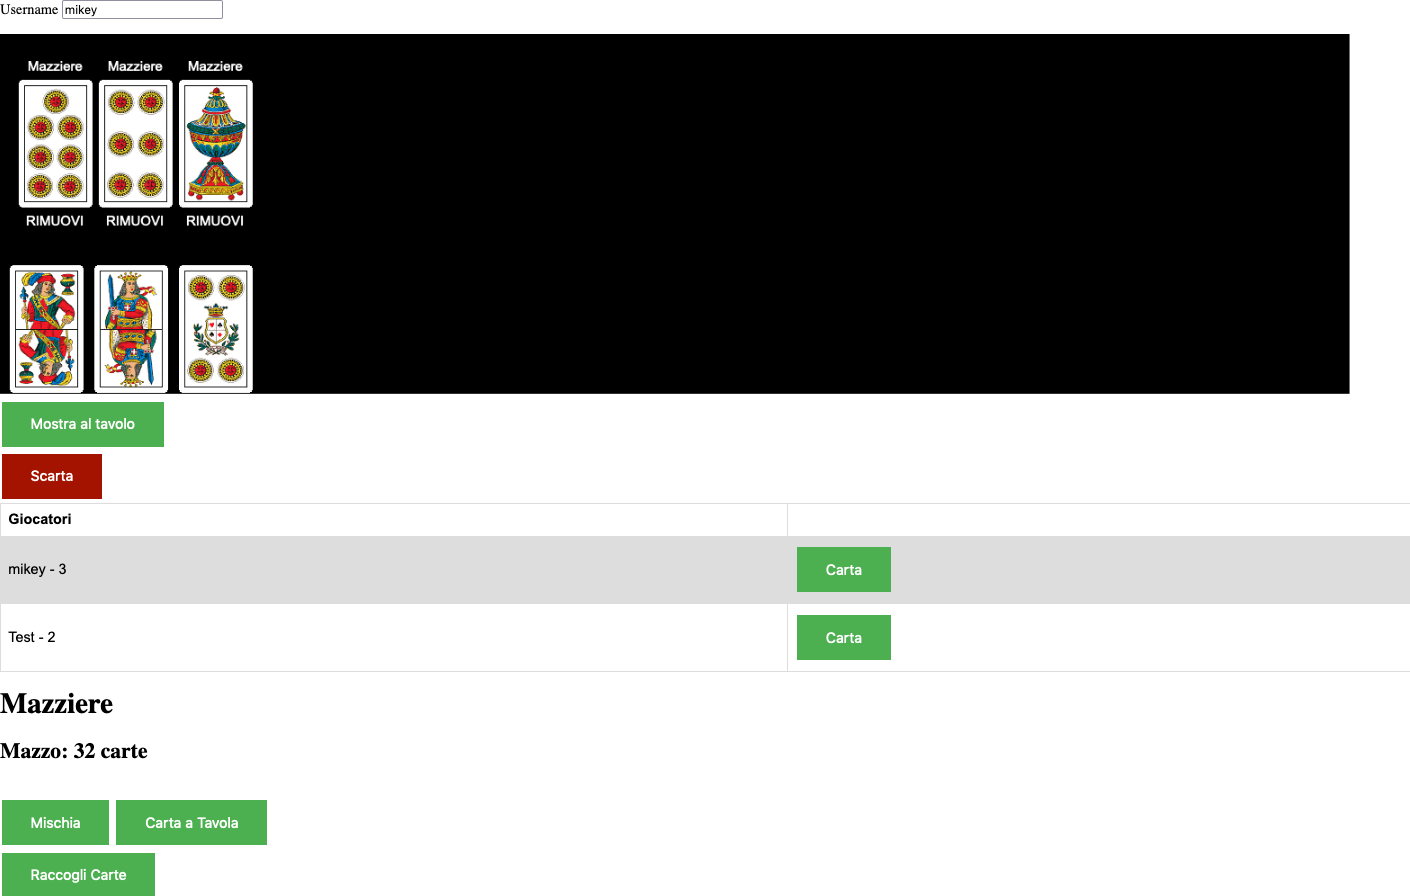 Username mikey
Mazziere Mazziere Mazziere
RIMUOVI RIMUOVI RIMUOVI
Mostra al tavolo
Scarta
Giocatori
mikey - 3 Carta
Test - 2 Carta
Mazziere
Mazzo: 32 carte
Mischia Carta a Tavola
Raccogli Carte